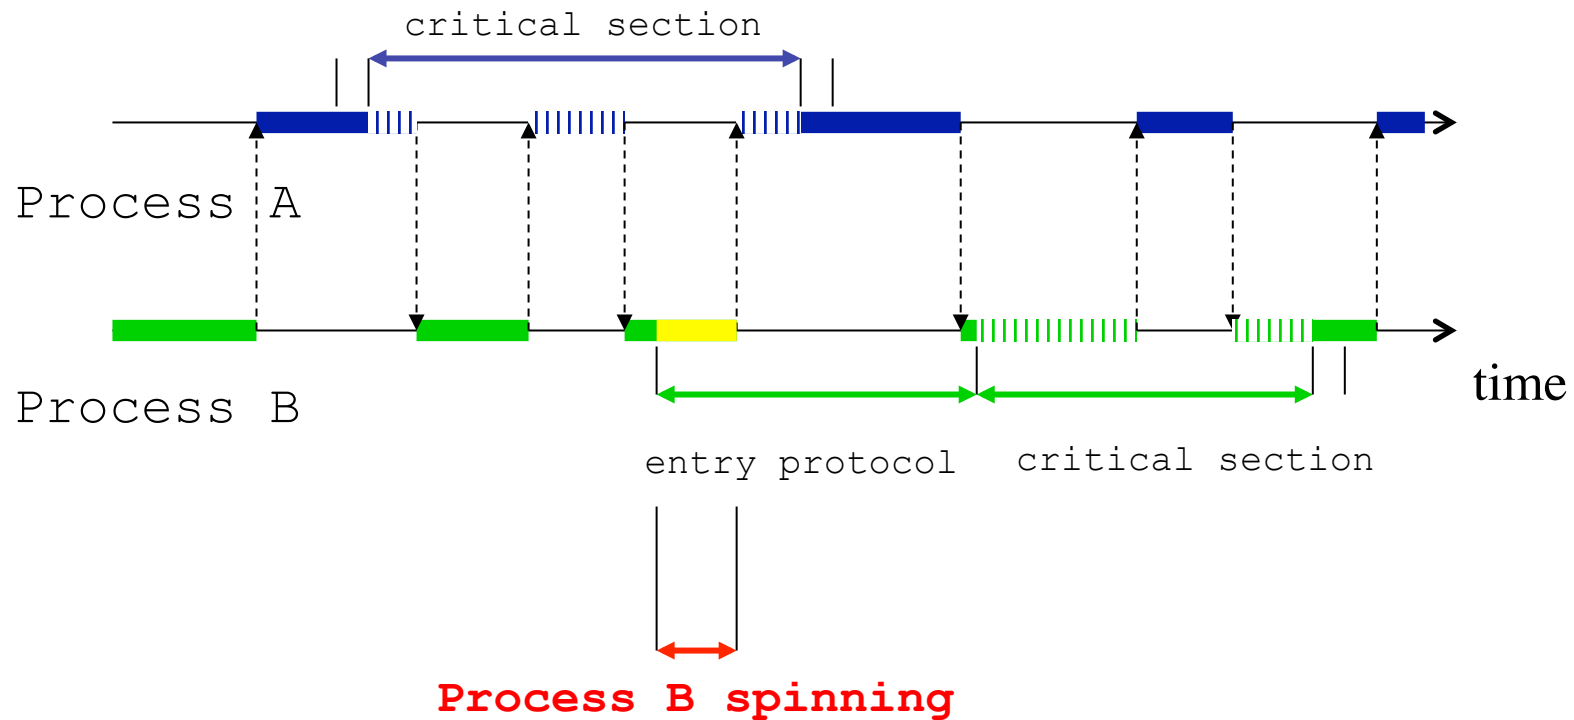 critical section
Process A
time
Process B
entry protocol
critical section
Process B spinning